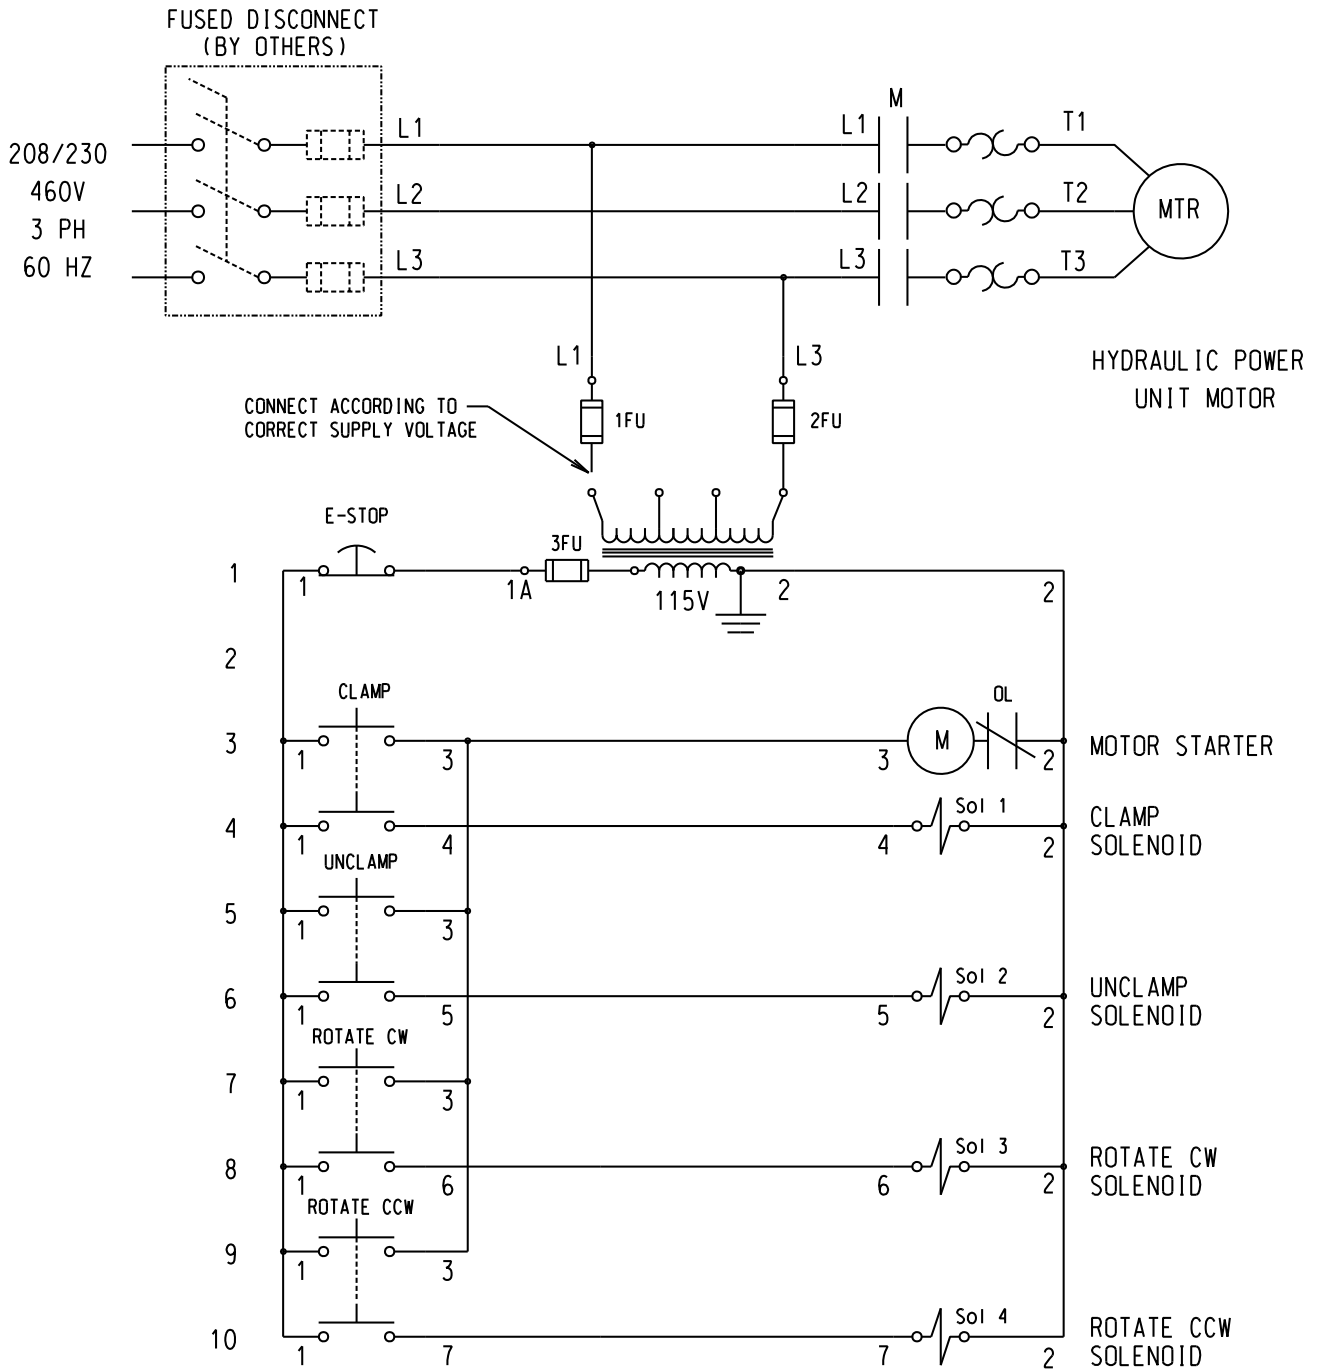 FUSED DISCONNECT
(BY OTHERS)
M
L1 L1 T1
208/230
460V
3 PH
60 HZ
L2 L2 T2
MTR
L3 L3 T3
L1 L3
HYDRAULIC POWER
UNIT MOTOR
CONNECT ACCORDING TO
CORRECT SUPPLY VOLTAGE
1FU 2FU
E-STOP
3FU
1 1 1A 115V 2 2
2
CLAMP
OL
3 1 3 3 M 2 MOTOR STARTER
Sol 1
4 1 4 4 2 CLAMP
SOLENOID
UNCLAMP
5 1 3
Sol 2
6 1 5 5 2 UNCLAMP
SOLENOID
ROTATE CW
7 1 3
Sol 3
8 1 6 6 2 ROTATE CW
SOLENOID
ROTATE CCW
9 1 3
Sol 4
10 1 7 7 2 ROTATE CCW
SOLENOID